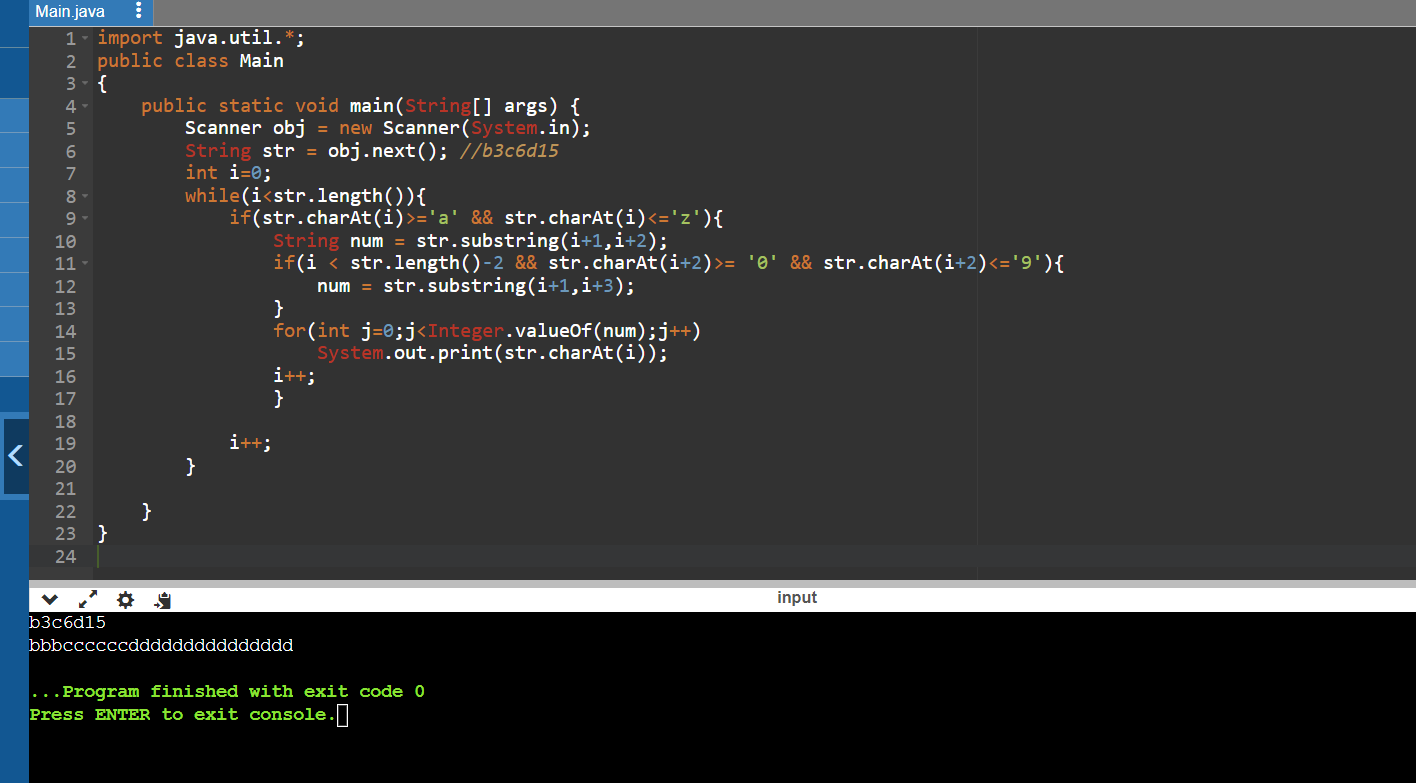 Main.java
1 import java.util.*;
2 public class Main
3 {
4     public static void main(String[] args) {
5         Scanner obj = new Scanner(System.in);
6         String str = obj.next(); //b3c6d15
7         int i=0;
8         while(i<str.length()){
9             if(str.charAt(i)>='a' && str.charAt(i)<='z'){
10                 String num = str.substring(i+1,i+2);
11                 if(i < str.length()-2 && str.charAt(i+2)>= '0' && str.charAt(i+2)<='9'){
12                     num = str.substring(i+1,i+3);
13                 }
14                 for(int j=0;j<Integer.valueOf(num);j++)
15                     System.out.print(str.charAt(i));
16                 i++;
17                 }
18
19             i++;
20         }
21
22     }
23 }
24
input
b3c6d15
bbbccccccddddddddddddddd
...Program finished with exit code 0
Press ENTER to exit console.